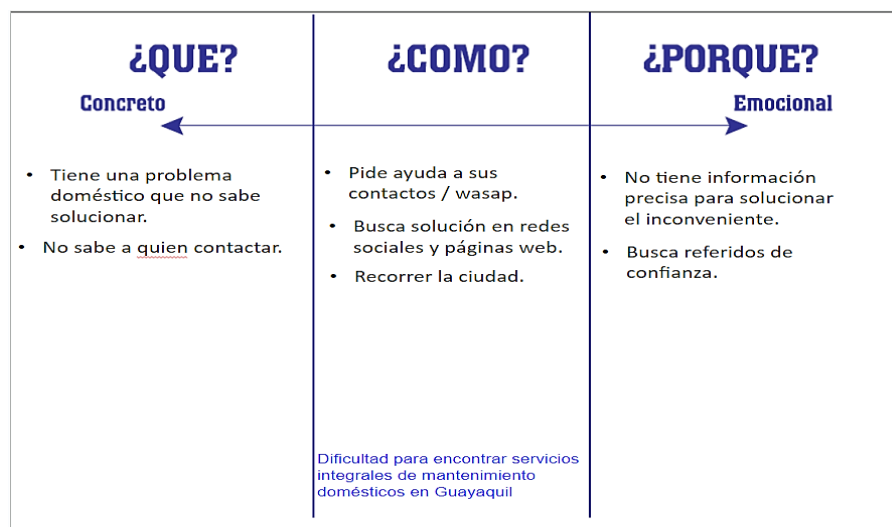 ¿QUE?
Concreto
• Tiene una problema
doméstico que no sabe
solucionar.
• No sabe a quien contactar.
¿COMO?
• Pide ayuda a sus
contactos / wasap.
• Busca solución en redes
sociales y páginas web.
• Recorrer la ciudad.
Dificultad para encontrar servicios
integrales de mantenimiento
domésticos en Guayaquil
¿PORQUE?
Emocional
• No tiene información
precisa para solucionar
el inconveniente.
• Busca referidos de
confianza.